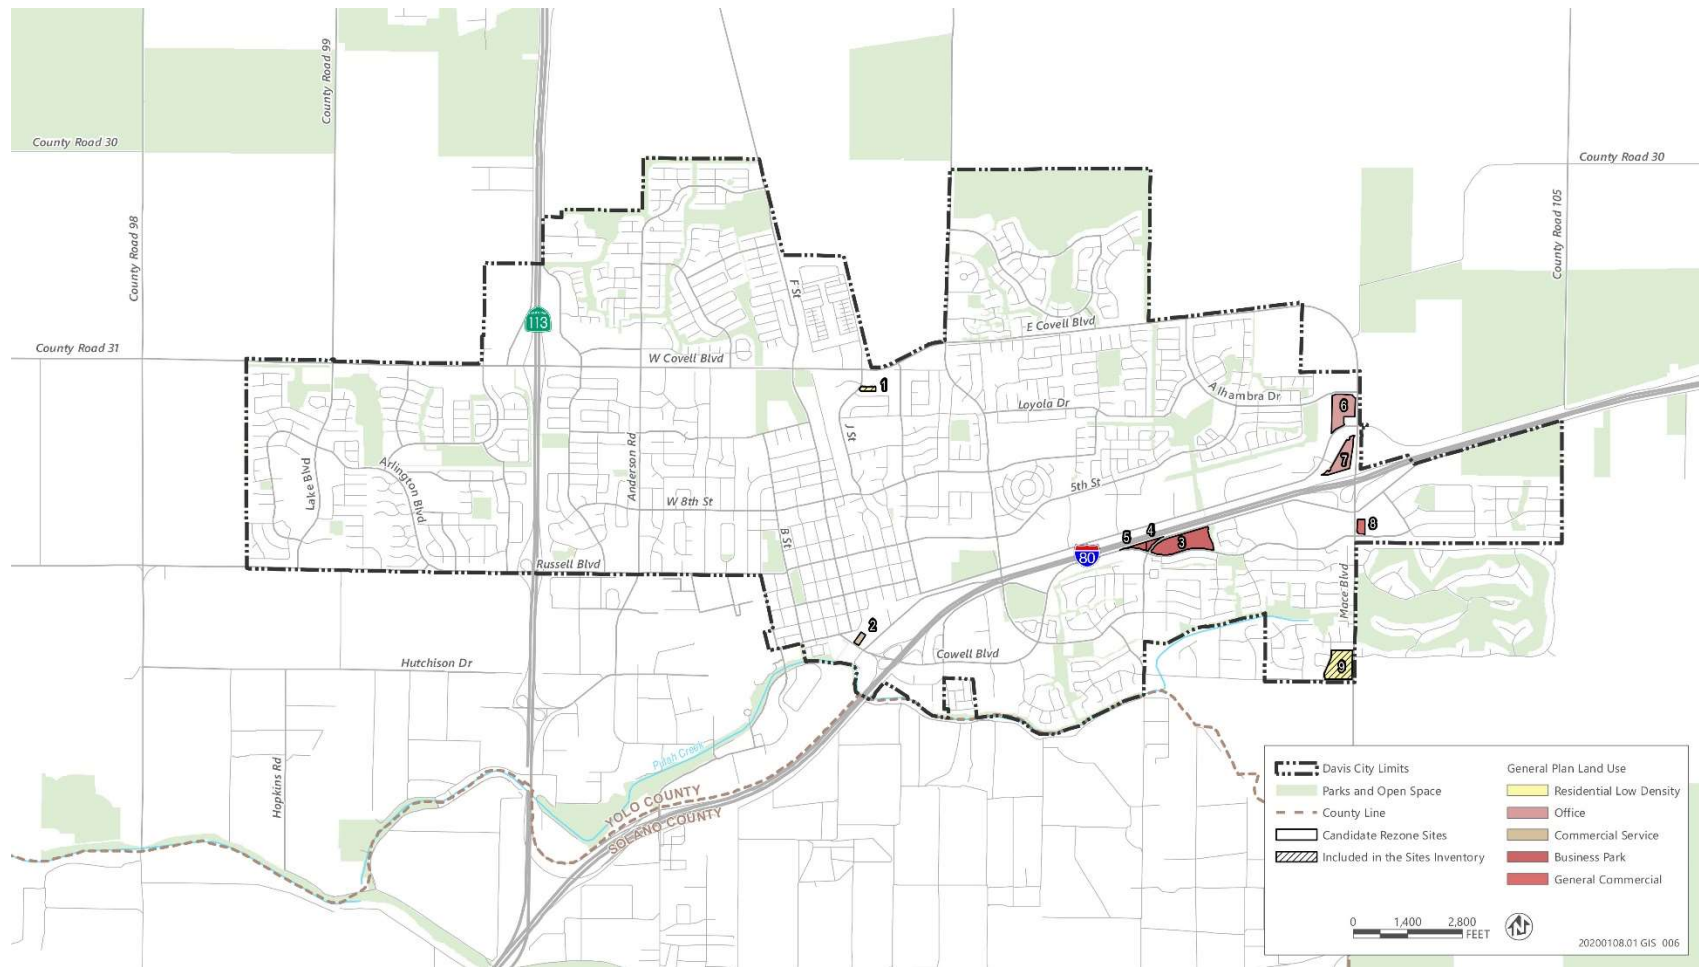 County Road 99
County Road 30
County Road 30
County Road 105
County Road 98
F St
113
E Covell Blvd
County Road 31
W Covell Blvd
1
Alhambra Dr
Loyola Dr
6
J St
Anderson Rd
Lake Blvd
Arlington Blvd
7
5th St
W 8th St
B St
8
4
5
3
80
Russell Blvd
Mace Blvd
2
Cowell Blvd
Hutchison Dr
9
Putah Creek
Hopkins Rd
YOLO COUNTY
SOLANO COUNTY
Davis City Limits
Parks and Open Space
County Line
Candidate Rezone Sites
Included in the Sites Inventory
General Plan Land Use
Residential Low Density
Office
Commercial Service
Business Park
General Commercial
0 1,400 2,800
FEET
N
20200108.01 GIS 006